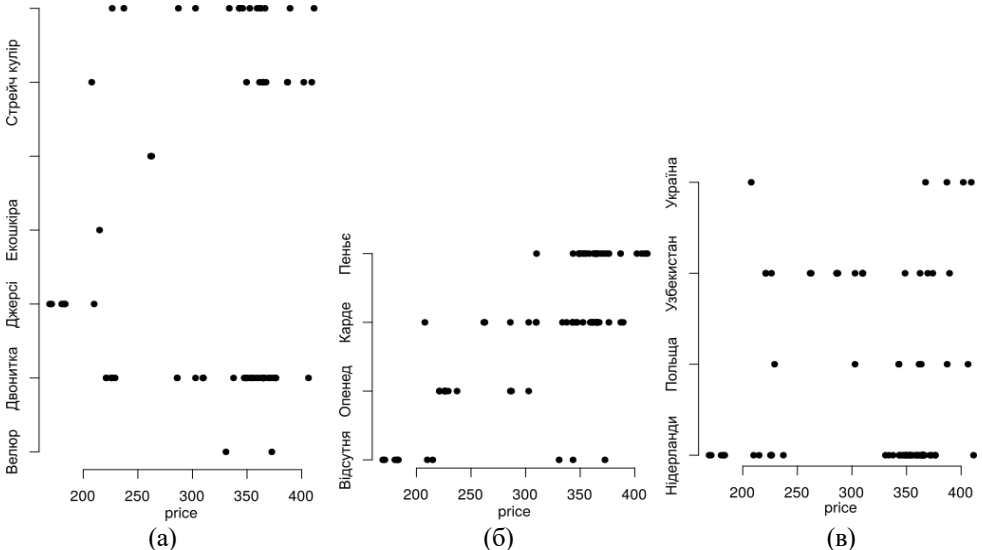 Стрейч кулір
Екошкіра
Джерсі
Двонитка
Велюр
200 250 300 350 400
price
(а)
Пеньє
Карде
Опенед
Відсутня
200 250 300 350 400
price
(б)
Україна
Узбекистан
Польща
Нідерланди
200 250 300 350 400
price
(в)